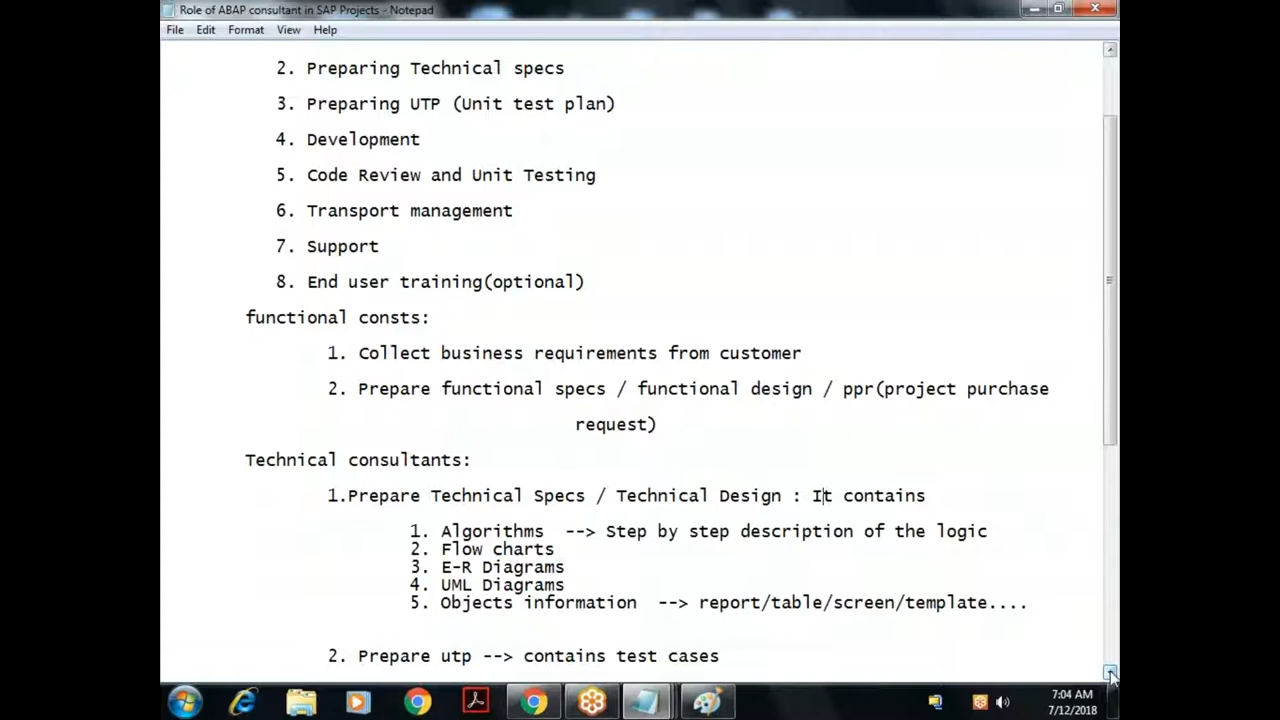 Role of ABAP consultant in SAP Projects - Notepad
File Edit Format View Help
2. Preparing Technical specs
3. Preparing UTP (Unit test plan)
4. Development
5. Code Review and Unit Testing
6. Transport management
7. Support
8. End user training(optional)
functional consts:
1. Collect business requirements from customer
2. Prepare functional specs / functional design / ppr(project purchase
request)
Technical consultants:
1.Prepare Technical Specs / Technical Design : It contains
1. Algorithms --> Step by step description of the logic
2. Flow charts
3. E-R Diagrams
4. UML Diagrams
5. Objects information --> report/table/screen/template....
2. Prepare utp --> contains test cases
7:04 AM
7/12/2018